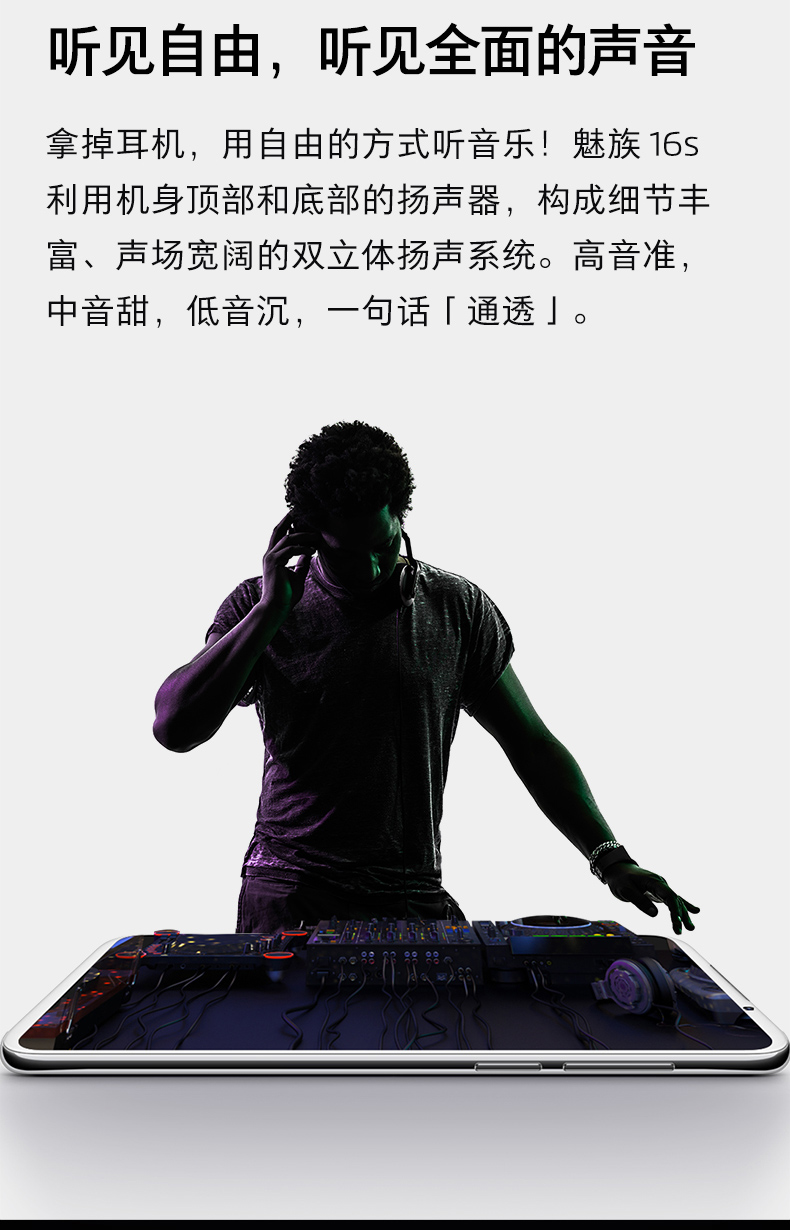 听见自由，听见全面的声音
拿掉耳机，用自由的方式听音乐！魅族 16s
利用机身顶部和底部的扬声器，构成细节丰
富、声场宽阔的双立体扬声系统。高音准，
中音甜，低音沉，一句话「 通透 」。